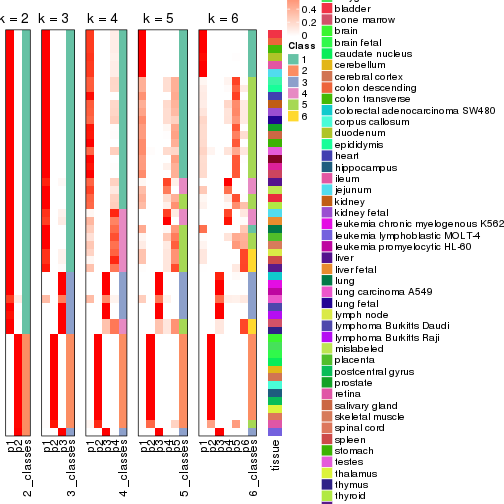 k = 2
k = 3
k = 4
k = 5
k = 6
0.4
0.2
0
Class
1
2
3
4
5
6
bladder
bone marrow
brain
brain fetal
caudate nucleus
cerebellum
cerebral cortex
colon descending
colon transverse
colorectal adenocarcinoma SW480
corpus callosum
duodenum
epididymis
heart
hippocampus
ileum
jejunum
kidney
kidney fetal
leukemia chronic myelogenous K562
leukemia lymphoblastic MOLT-4
leukemia promyelocytic HL-60
liver
liver fetal
lung
lung carcinoma A549
lung fetal
lymph node
lymphoma Burkitts Daudi
lymphoma Burkitts Raji
mislabeled
placenta
postcentral gyrus
prostate
retina
salivary gland
skeletal muscle
spinal cord
spleen
stomach
testes
thalamus
thymus
thyroid
p1
p2
2_classes
p1
p2
p3
3_classes
p1
p2
p3
p4
4_classes
p1
p2
p3
p4
p5
5_classes
p1
p2
p3
p4
p5
p6
6_classes
tissue